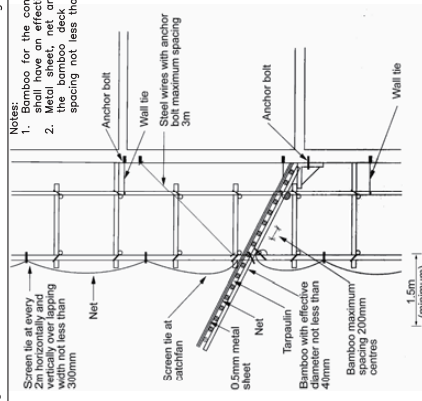 Notes:
1. Bamboo for the con
shall have an effect
2. Metal sheet, net ar
the bamboo deck
spacing not less tha
Screen tie at every
2m horizontally and
vertically over lapping
width not less than
300mm
Net
Anchor bolt
Wall tie
Steel wires with anchor
bolt maximum spacing
3m
Screen tie at
catchfan
0.5mm metal
sheet
Net
Tarpaulin
Bamboo with effective
diameter not less than
40mm
Bamboo maximum
spacing 200mm
centres
Anchor bolt
Wall tie
1.5m
(minimum)